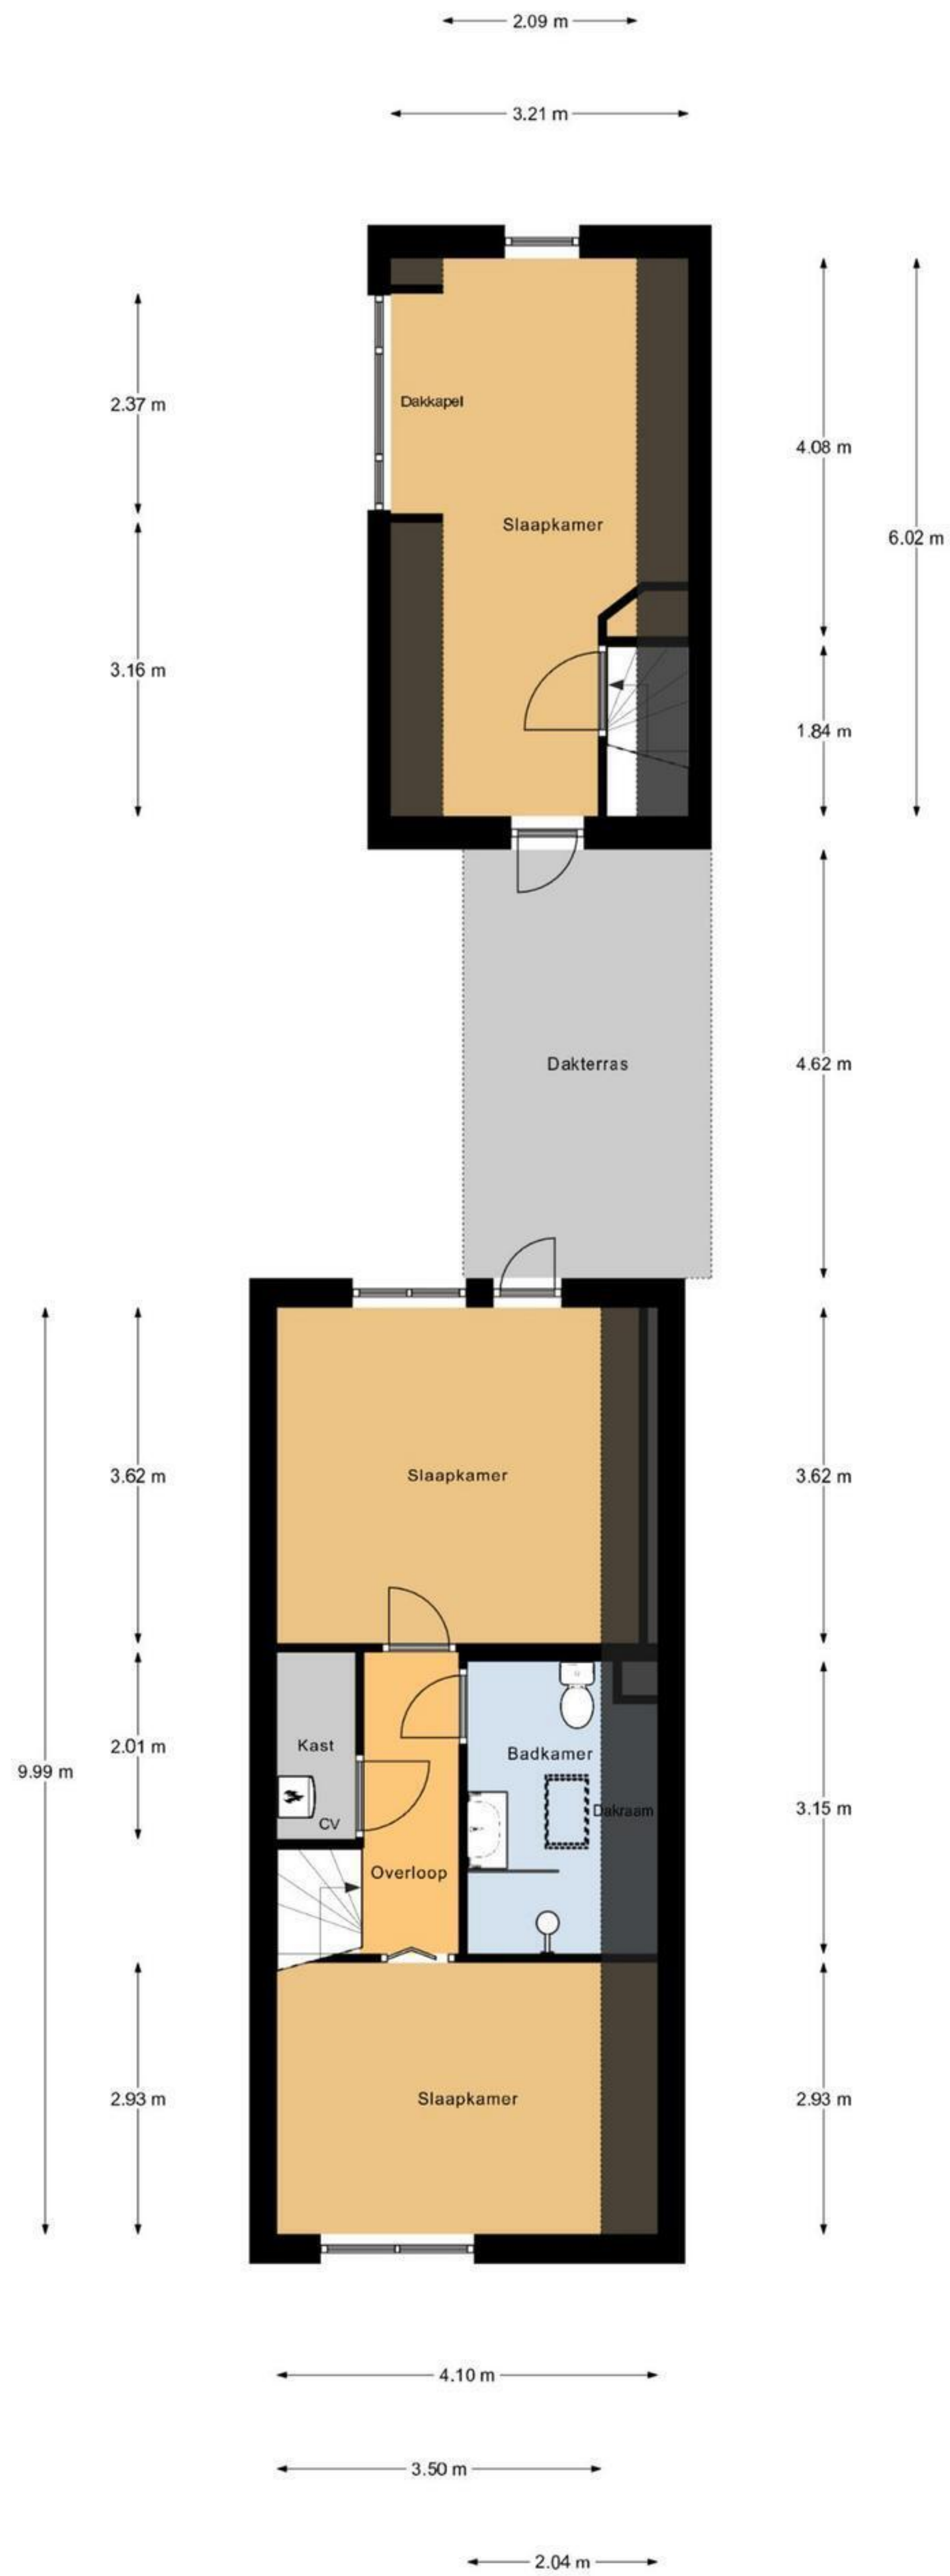 2.09 m
3.21 m
2.37 m
Dakkapel
4.08 m
Slaapkamer
6.02 m
3.16 m
1.84 m
Dakterras
4.62 m
3.62 m
Slaapkamer
3.62 m
Kast
2.01 m
Badkamer
9.99 m
Dakraam
3.15 m
CV
Overloop
2.93 m
Slaapkamer
2.93 m
4.10 m
3.50 m
2.04 m